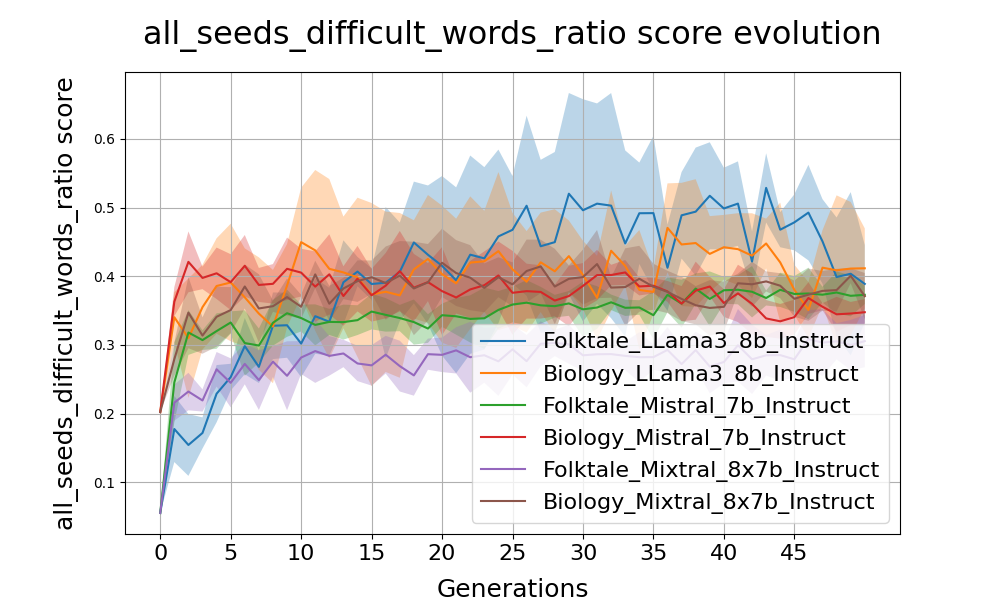 all_seeds_difficult_words_ratio score evolution
all_seeds_difficult_words_ratio score
0.6
0.5
0.4
0.3
0.2
0.1
Folktale_LLama3_8b_Instruct
Biology_LLama3_8b_Instruct
Folktale_Mistral_7b_Instruct
Biology_Mistral_7b_Instruct
Folktale_Mixtral_8x7b_Instruct
Biology_Mixtral_8x7b_Instruct
0 5 10 15 20 25 30 35 40 45
Generations